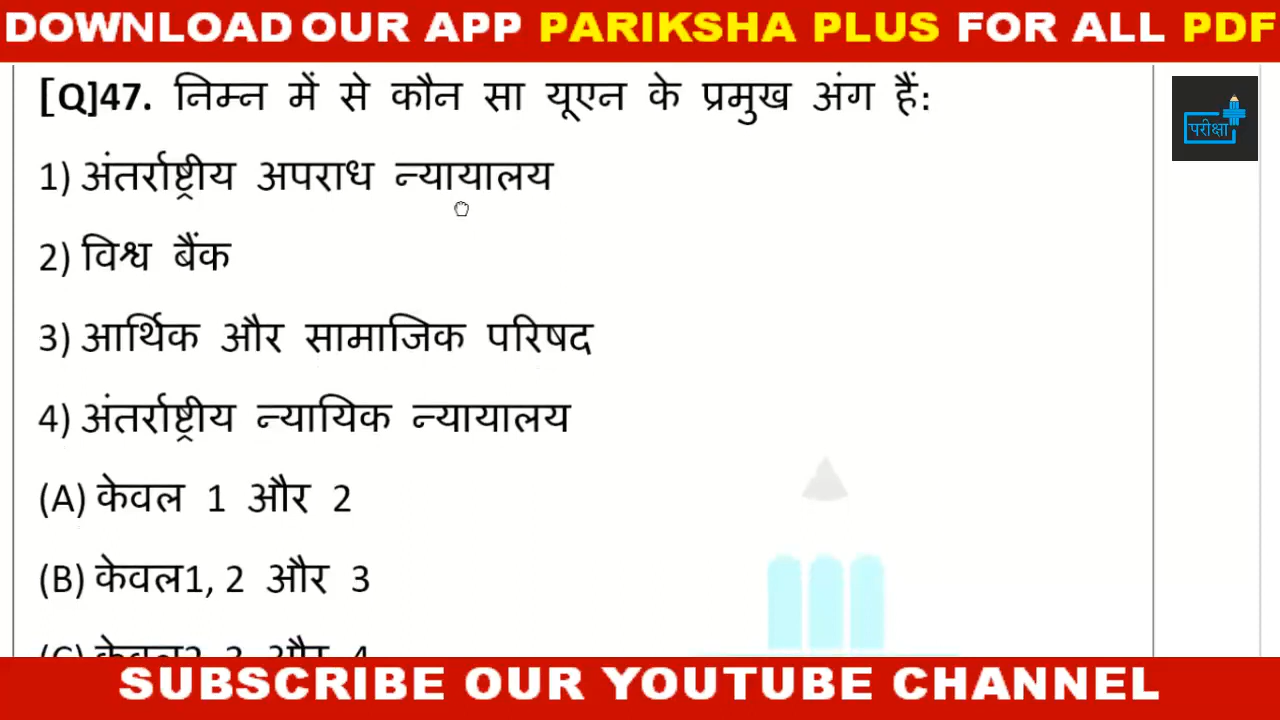 DOWNLOAD OUR APP PARIKSHA PLUS FOR ALL PDF
[Q]47. निम्न में से कौन सा यूएन के प्रमुख अंग हैं:
परीक्षा
1) अंतर्राष्ट्रीय अपराध न्यायालय
2) विश्व बैंक
3) आर्थिक और सामाजिक परिषद
4) अंतर्राष्ट्रीय न्यायिक न्यायालय
(A) केवल 1 और 2
(B) केवल1, 2 और 3
SUBSCRIBE OUR YOUTUBE CHANNEL